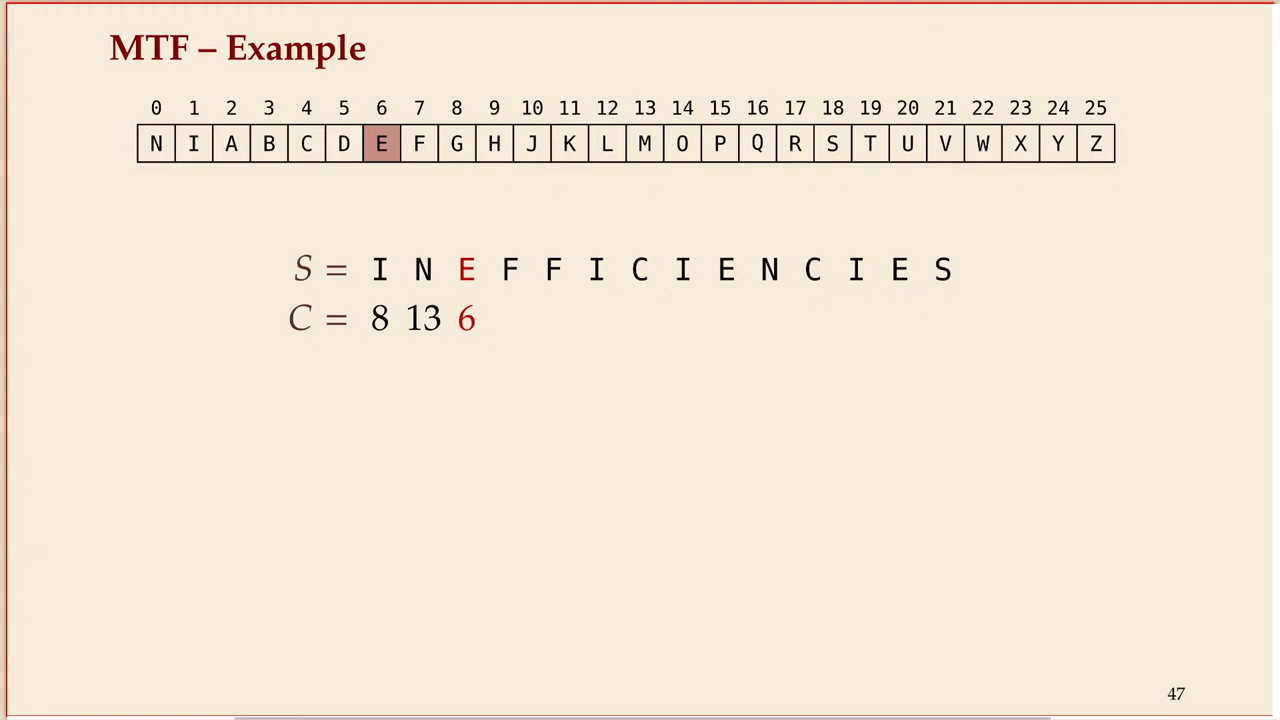 MTF – Example
0 1 2 3 4 5 6 7 8 9 10 11 12 13 14 15 16 17 18 19 20 21 22 23 24 25
N I A B C D E F G H J K L M O P Q R S T U V W X Y Z
S = I N E F F I C I E N C I E S
C = 8 13 6
47